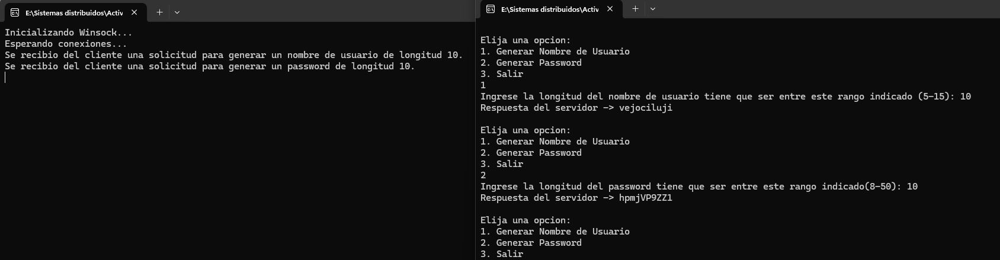 E:\Sistemas distribuidos\Activ
Inicializando Winsock...
Esperando conexiones...
Se recibio del cliente una solicitud para generar un nombre de usuario de longitud 10.
Se recibio del cliente una solicitud para generar un password de longitud 10.
E:\Sistemas distribuidos\Activ
Elija una opcion:
1. Generar Nombre de Usuario
2. Generar Password
3. Salir
1
Ingrese la longitud del nombre de usuario tiene que ser entre este rango indicado (5-15): 10
Respuesta del servidor -> vejociluji
Elija una opcion:
1. Generar Nombre de Usuario
2. Generar Password
3. Salir
2
Ingrese la longitud del password tiene que ser entre este rango indicado(8-50): 10
Respuesta del servidor -> hpmjVP9ZZ1
Elija una opcion:
1. Generar Nombre de Usuario
2. Generar Password
3. Salir